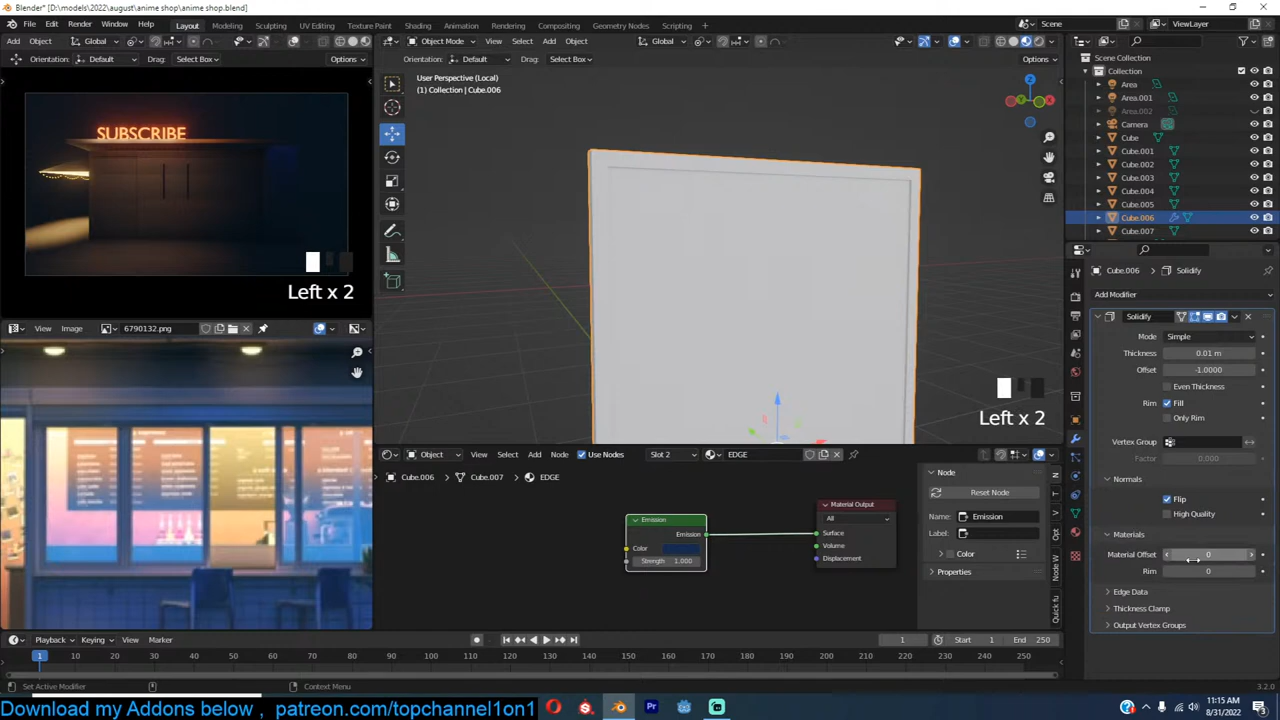 Blender* [D:\models\2022\august\anime shop\anime shop.blend]
File Edit Render Window Help Layout Modeling Sculpting UV Editing Texture Paint Shading Animation Rendering Compositing Geometry Nodes Scripting Scene ViewLayer
Add Object Global Object Mode View Select Add Object Global
Orientation: Default Drag: Select Box Options Orientation: Default Drag: Select Box Options
User Perspective (Local)
(1) Collection | Cube.006
SUBSCRIBE
Left x 2
Scene Collection
Collection
Area
Area.001
Area.002
Camera
Cube
Cube.001
Cube.002
Cube.003
Cube.004
Cube.005
Cube.006
Cube.007
Cube.006 Solidify
Add Modifier
Solidify
Mode Simple
Thickness 0.01 m
Offset -1.0000
Even Thickness
Rim Fill
Only Rim
Vertex Group
Factor 0.000
Normals
Flip
High Quality
Materials
Material Offset 0
Rim 0
Edge Data
Thickness Clamp
Output Vertex Groups
View Image 6790132.png
Left x 2
Object View Select Add Node Use Nodes Slot 2 EDGE
Cube.006 Cube.007 EDGE
Emission
Emission
Color
Strength 1.000
Material Output
All
Surface
Volume
Displacement
Node
Reset Node
Name: Emission
Label:
Color
Properties
Opt
Node W
Quick fu
Playback Keying View Marker 1 Start 1 End 250
1 10 20 30 40 50 60 70 80 90 100 110 120 130 140 150 160 170 180 190 200 210 220 230 240 250
Set Active Modifier Context Menu 3.2.0
Download my Addons below , patreon.com/topchannel1on1
11:15 AM
8/31/2022